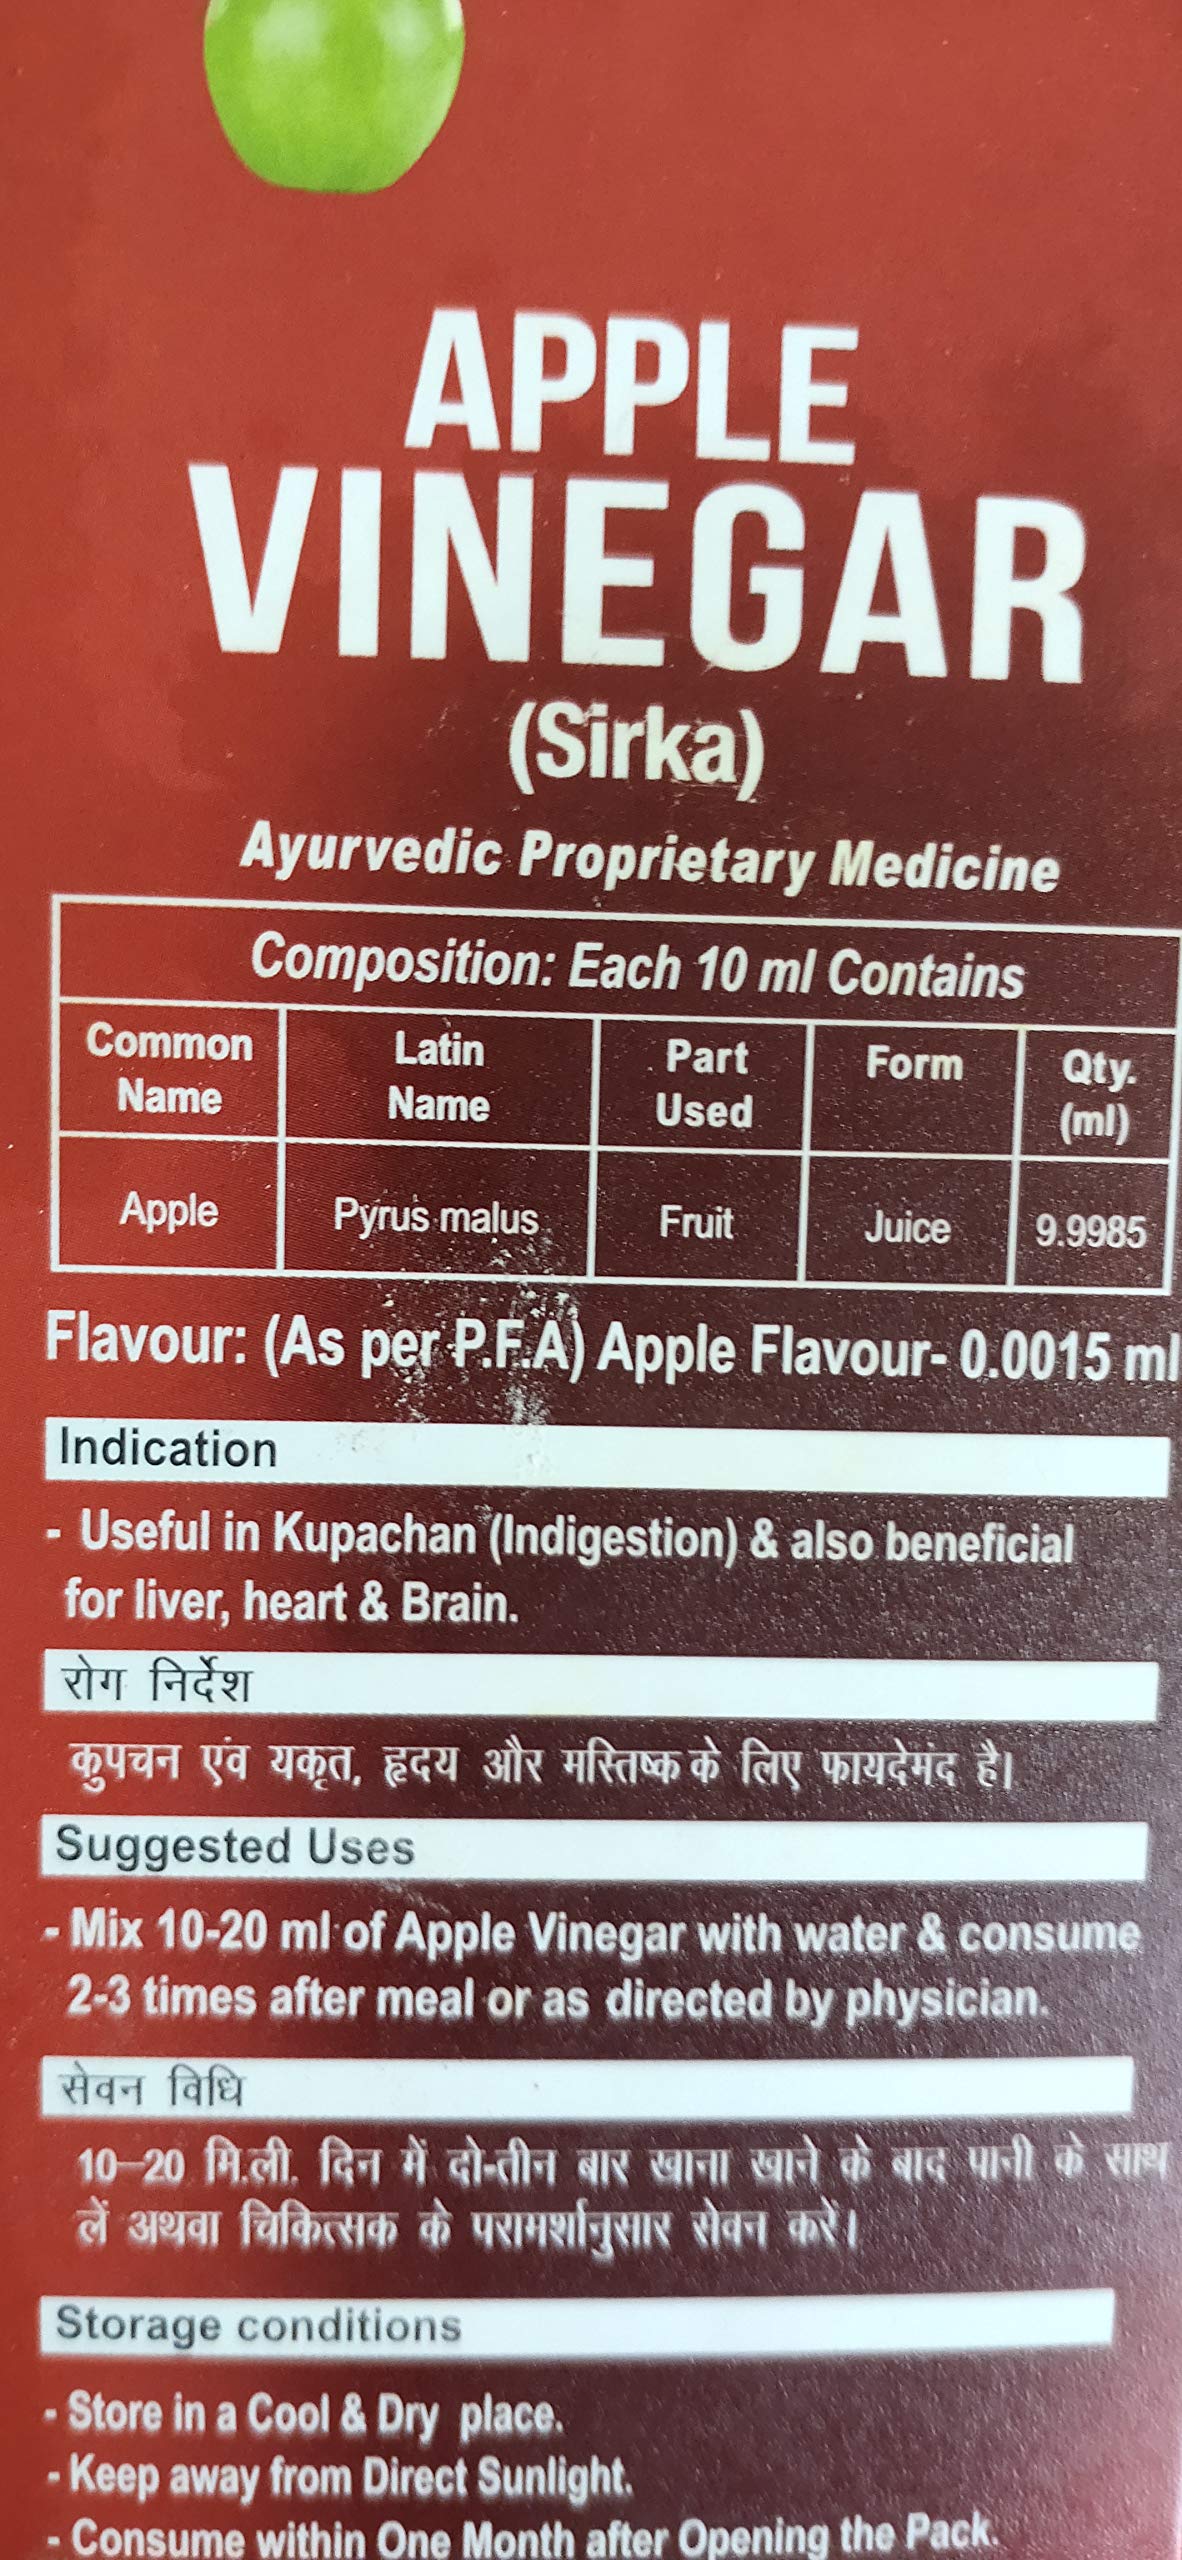 APPLE
VINEGAR
(Sirka)
Ayurvedic Proprietary Medicine
Composition: Each 10 ml Contains
Common Name Latin Name Part Used Form Qty. (ml)
Apple Pyrus malus Fruit Juice 9.9985
Flavour: (As per P.F.A) Apple Flavour- 0.0015 ml
Indication
- Useful in Kupachan (Indigestion) & also beneficial
for liver, heart & Brain.
रोग निर्देश
कुपचन एंव यकृत, हृदय और मस्तिष्क के लिए फायदेमंद है।
Suggested Uses
- Mix 10-20 ml of Apple Vinegar with water & consume
2-3 times after meal or as directed by physician.
सेवन विधि
10–20 मि.ली. दिन में दो-तीन बार खाना खाने के बाद पानी के साथ
लें अथवा चिकित्सक के परामर्शानुसार सेवन करें।
Storage conditions
- Store in a Cool & Dry place.
- Keep away from Direct Sunlight.
- Consume within One Month after Opening the Pack.